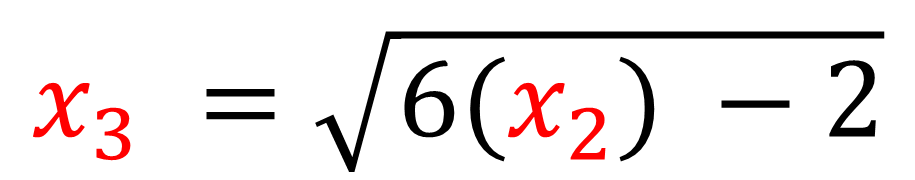 x₃ = √6(x₂) − 2